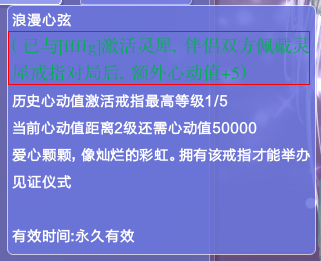 浪漫心弦
(已与[fffff]激活灵愿, 伴侣双方佩戴灵
犀戒指对局后, 额外心动值+5)
历史心动值激活戒指最高等级1/5
当前心动值距离2级还需心动值50000
爱心颗颗，像灿烂的彩虹。拥有该戒指才能举办
见证仪式
有效时间:永久有效